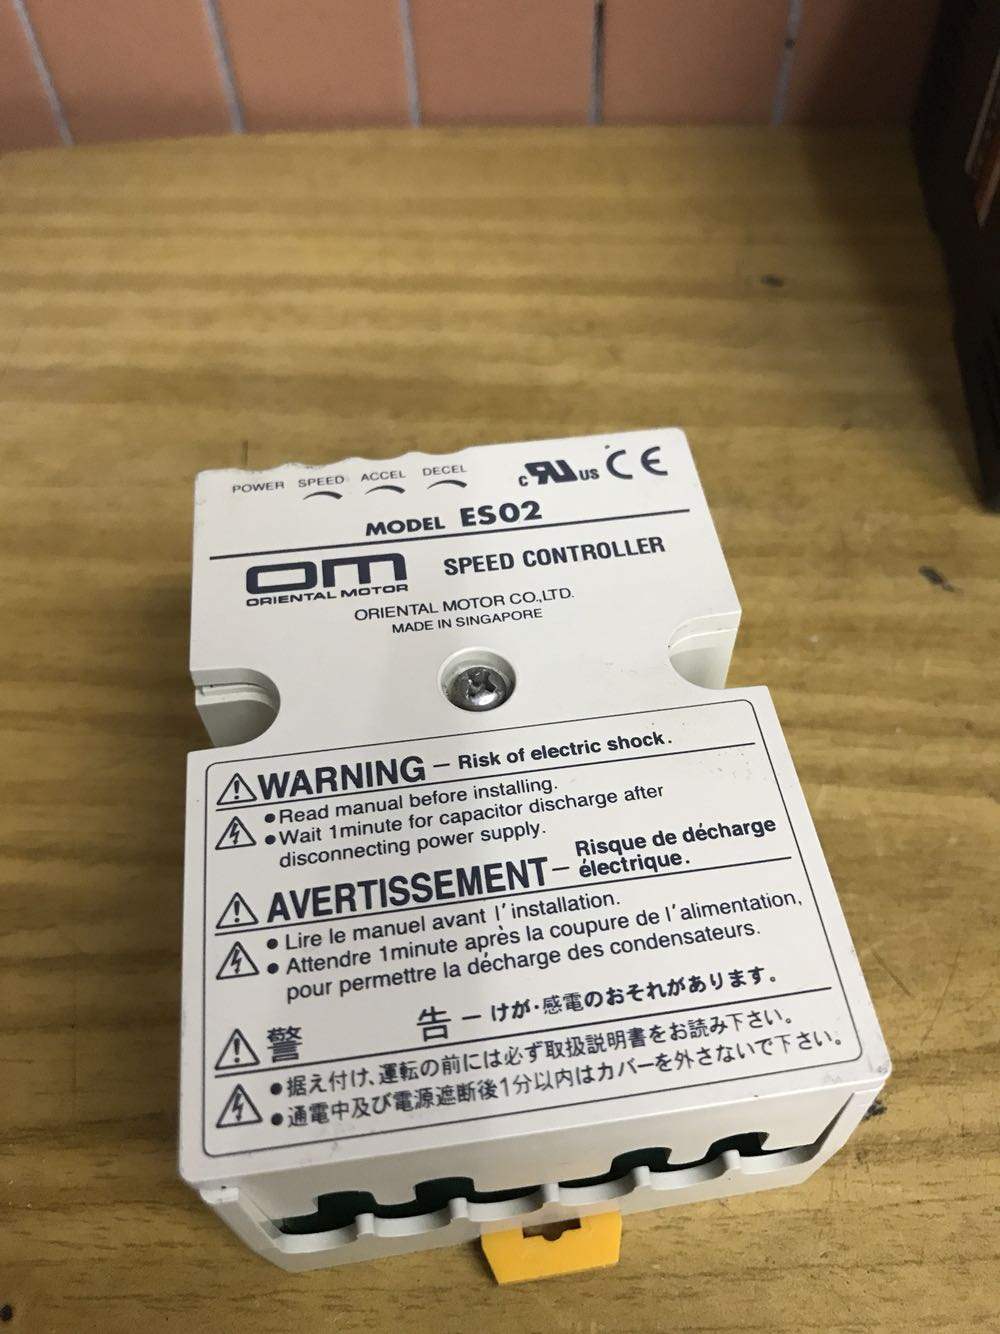 POWER SPEED ACCEL DECEL
c RU US CE
MODEL ES02
om SPEED CONTROLLER
ORIENTAL MOTOR
ORIENTAL MOTOR CO.,LTD.
MADE IN SINGAPORE
WARNING – Risk of electric shock.
●Read manual before installing.
●Wait 1minute for capacitor discharge after
disconnecting power supply.
AVERTISSEMENT – Risque de décharge
électrique.
● Lire le manuel avant l'installation.
● Attendre 1minute après la coupure de l'alimentation,
pour permettre la décharge des condensateurs.
警 告 – けが・感電のおそれがあります。
●据え付け、運転の前には必ず取扱説明書をお読み下さい。
●通電中及び電源遮断後1分以内はカバーを外さないで下さい。